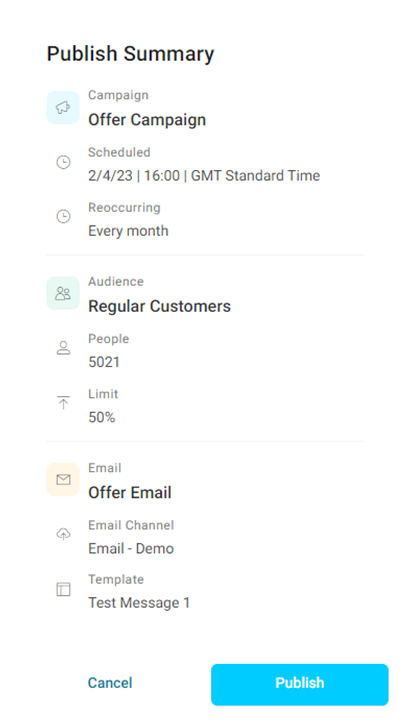 Publish Summary
Campaign
Offer Campaign
Scheduled
2/4/23 | 16:00 | GMT Standard Time
Reoccurring
Every month
Audience
Regular Customers
People
5021
Limit
50%
Email
Offer Email
Email Channel
Email - Demo
Template
Test Message 1
Cancel
Publish